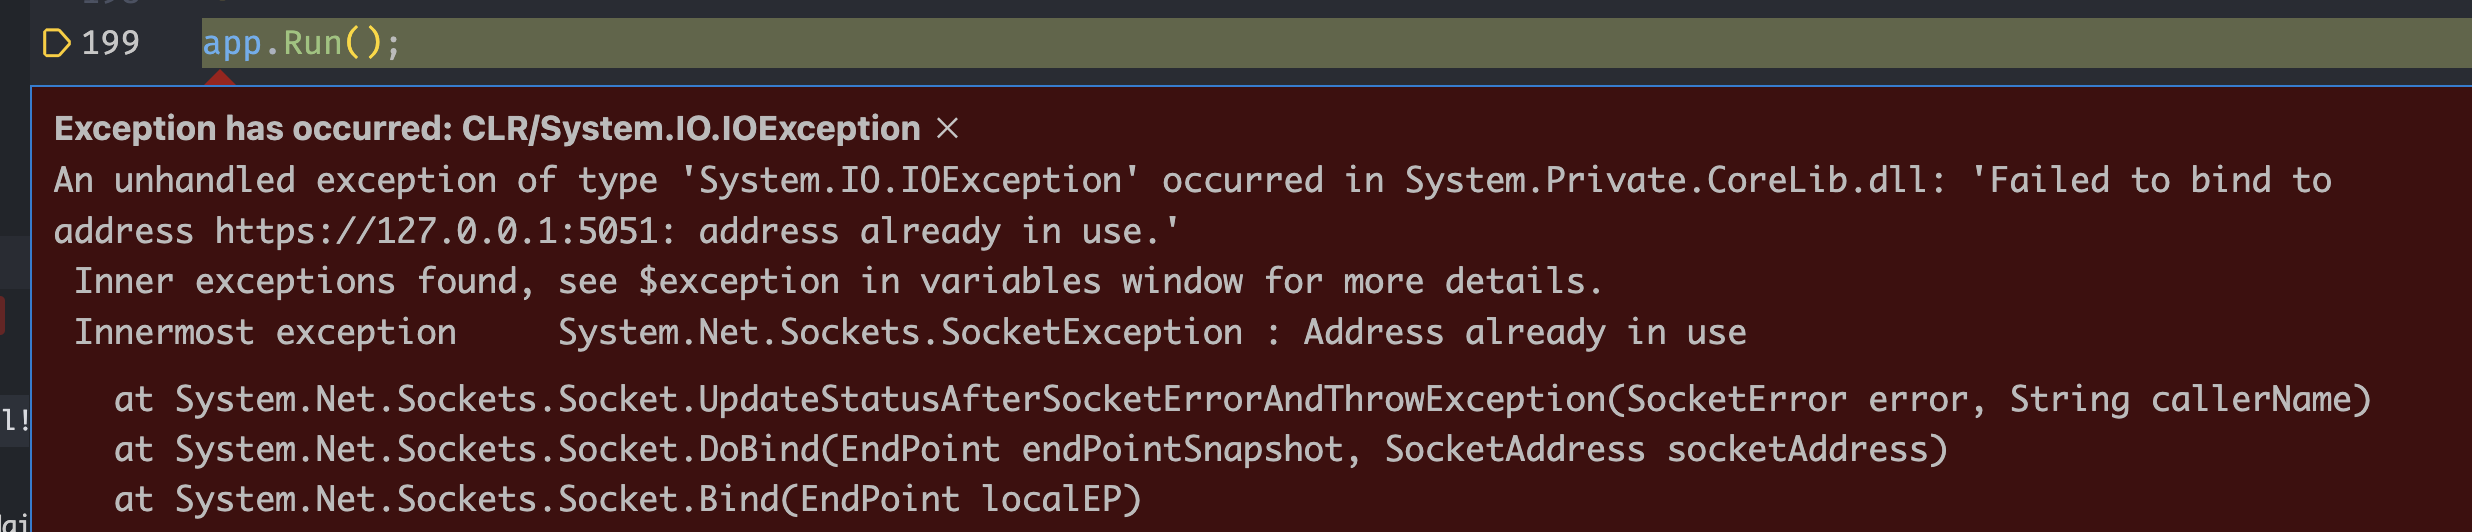 199 app.Run();
Exception has occurred: CLR/System.IO.IOException ×
An unhandled exception of type 'System.IO.IOException' occurred in System.Private.CoreLib.dll: 'Failed to bind to
address https://127.0.0.1:5051: address already in use.'
Inner exceptions found, see $exception in variables window for more details.
Innermost exception     System.Net.Sockets.SocketException : Address already in use
at System.Net.Sockets.Socket.UpdateStatusAfterSocketErrorAndThrowException(SocketError error, String callerName)
l!
at System.Net.Sockets.Socket.DoBind(EndPoint endPointSnapshot, SocketAddress socketAddress)
at System.Net.Sockets.Socket.Bind(EndPoint localEP)